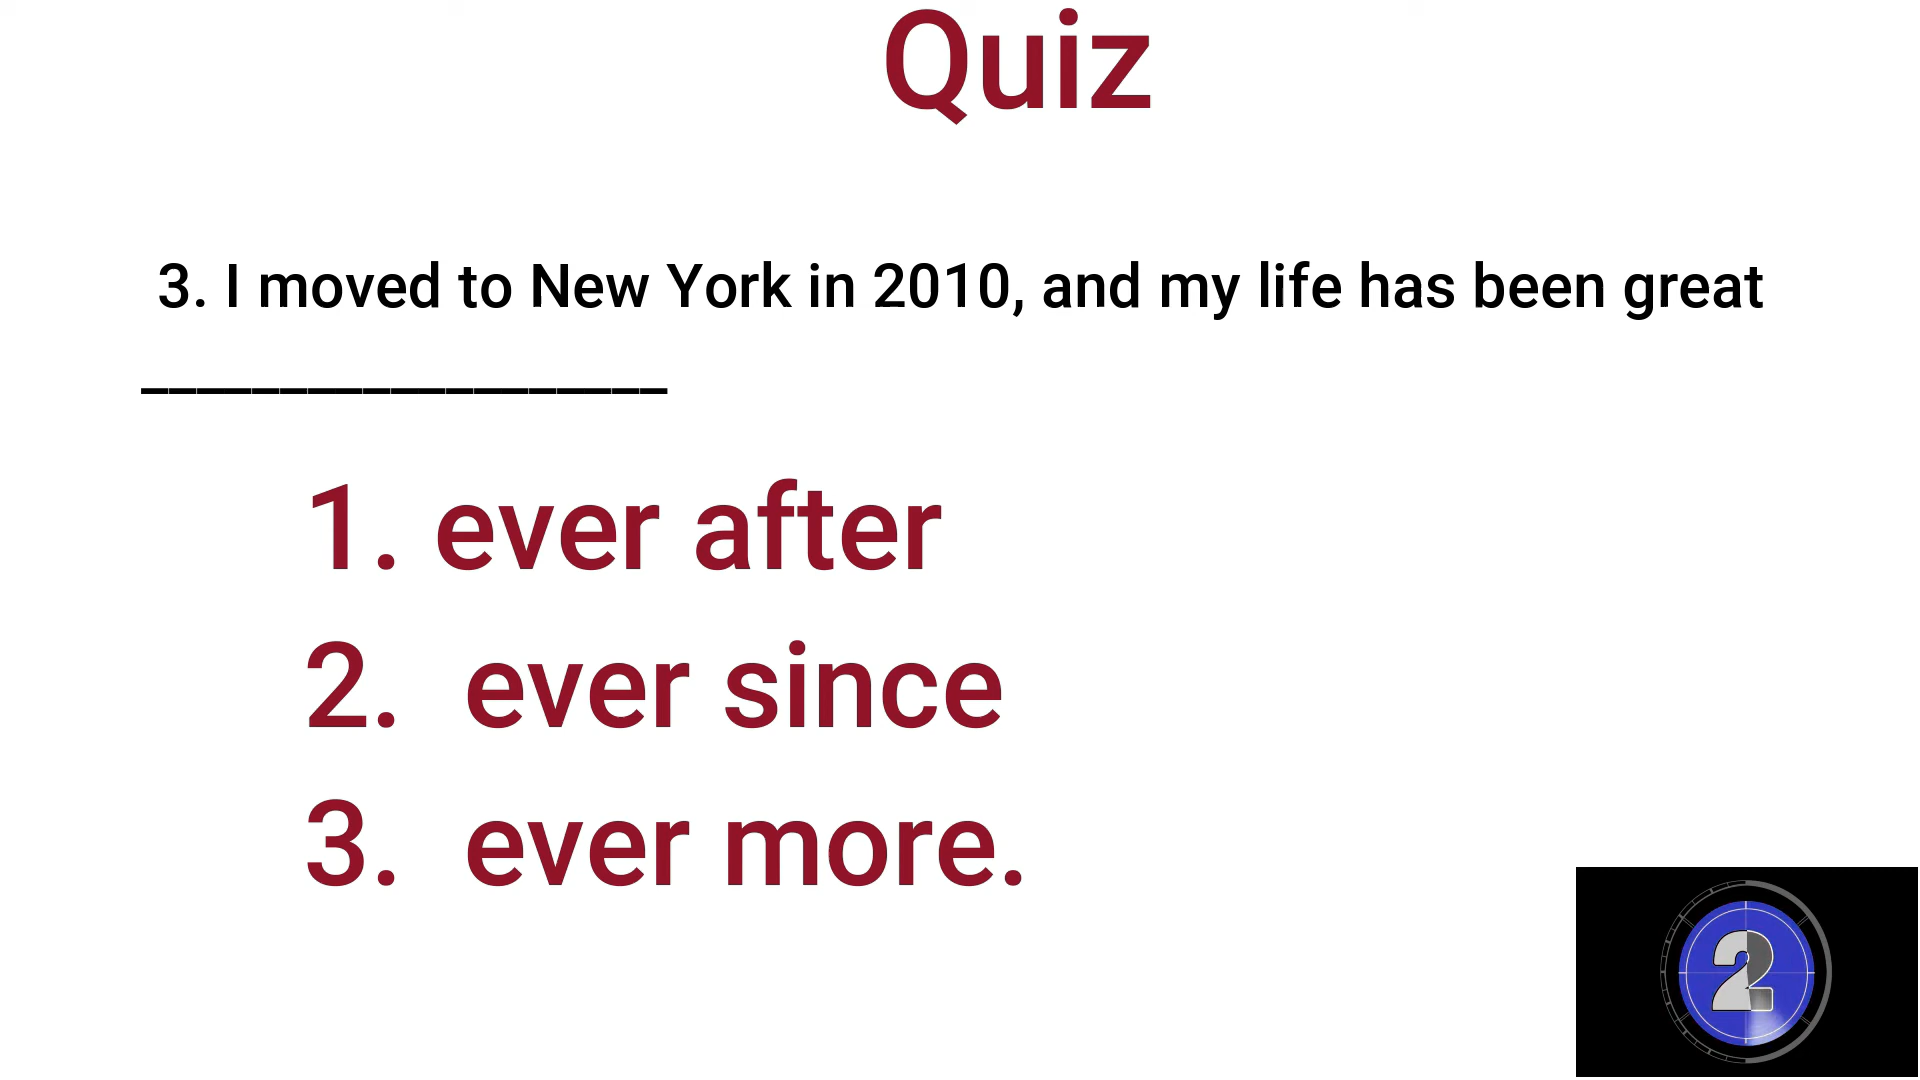 Quiz
3. I moved to New York in 2010, and my life has been great
___________________
1. ever after
2. ever since
3. ever more.
2